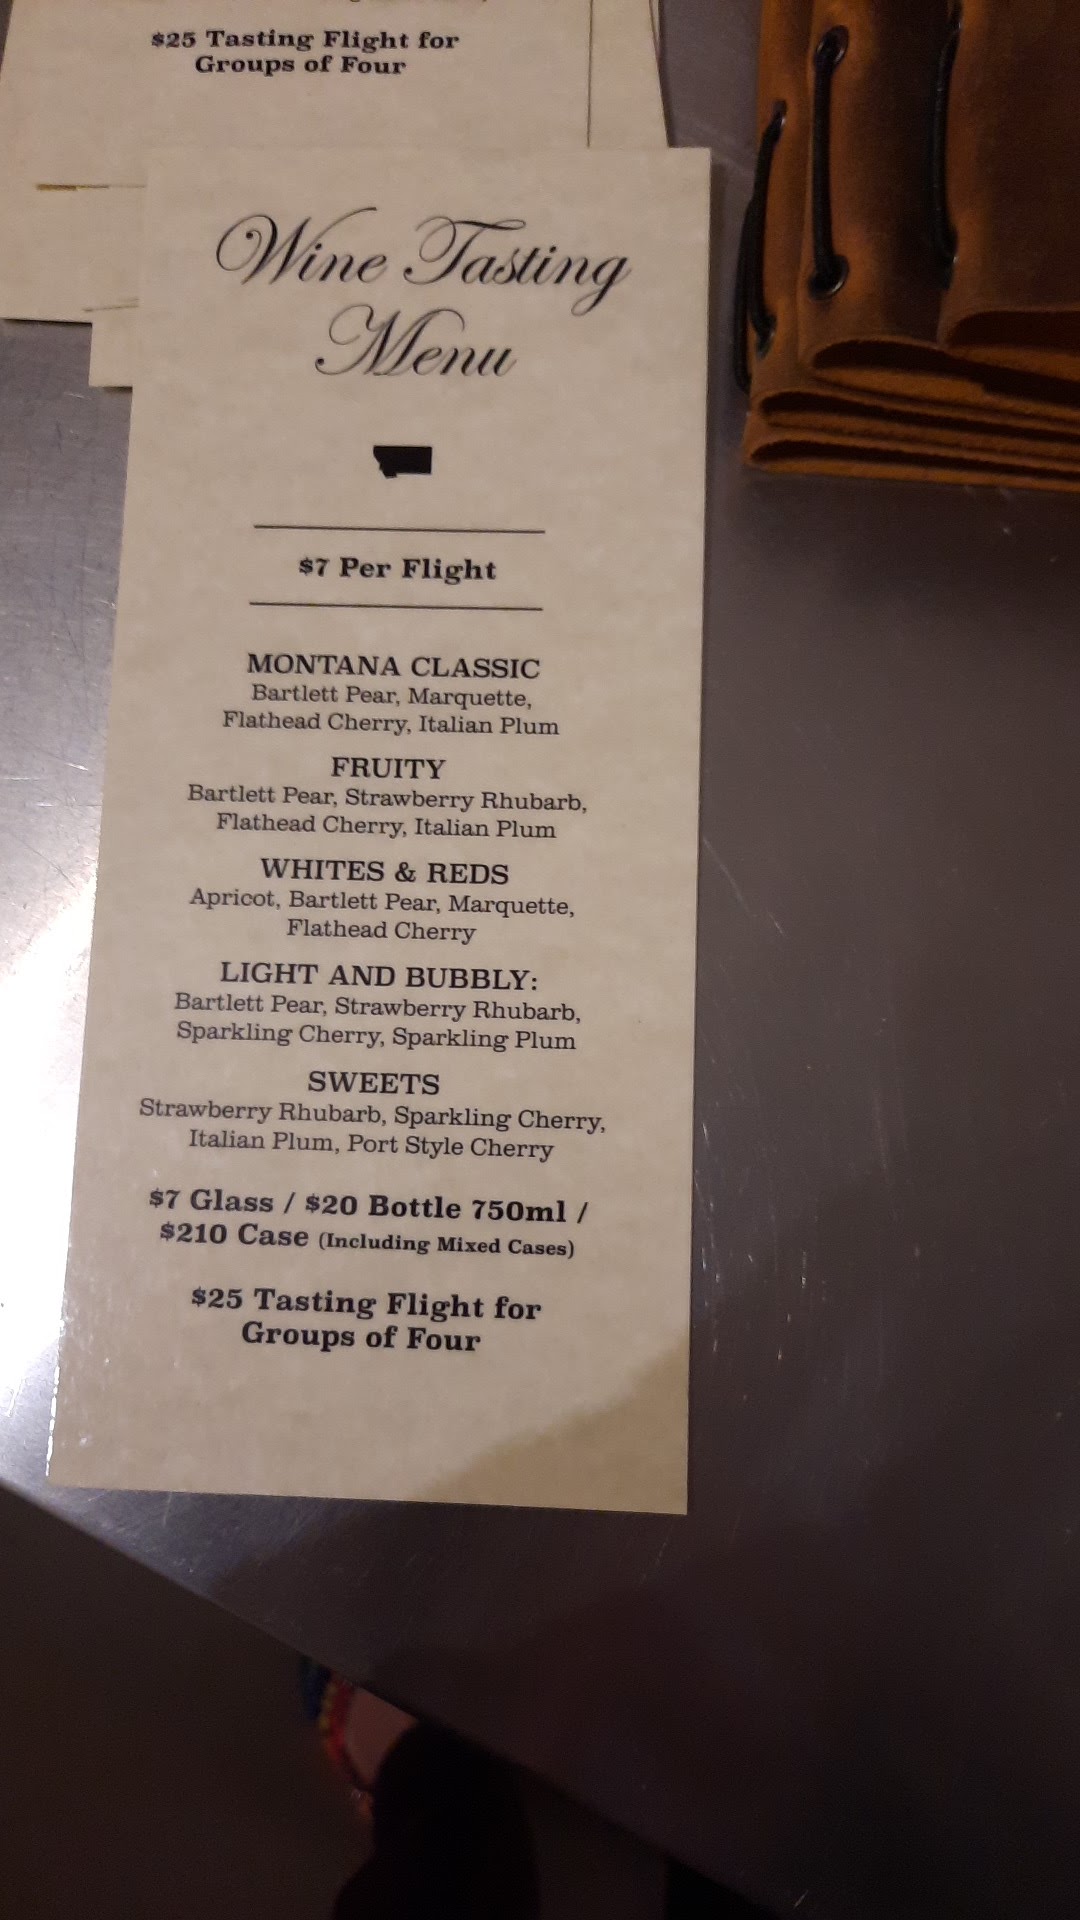 $25 Tasting Flight for
Groups of Four
Wine Tasting
Menu
$7 Per Flight
MONTANA CLASSIC
Bartlett Pear, Marquette,
Flathead Cherry, Italian Plum
FRUITY
Bartlett Pear, Strawberry Rhubarb,
Flathead Cherry, Italian Plum
WHITES & REDS
Apricot, Bartlett Pear, Marquette,
Flathead Cherry
LIGHT AND BUBBLY:
Bartlett Pear, Strawberry Rhubarb,
Sparkling Cherry, Sparkling Plum
SWEETS
Strawberry Rhubarb, Sparkling Cherry,
Italian Plum, Port Style Cherry
$7 Glass / $20 Bottle 750ml /
$210 Case (Including Mixed Cases)
$25 Tasting Flight for
Groups of Four